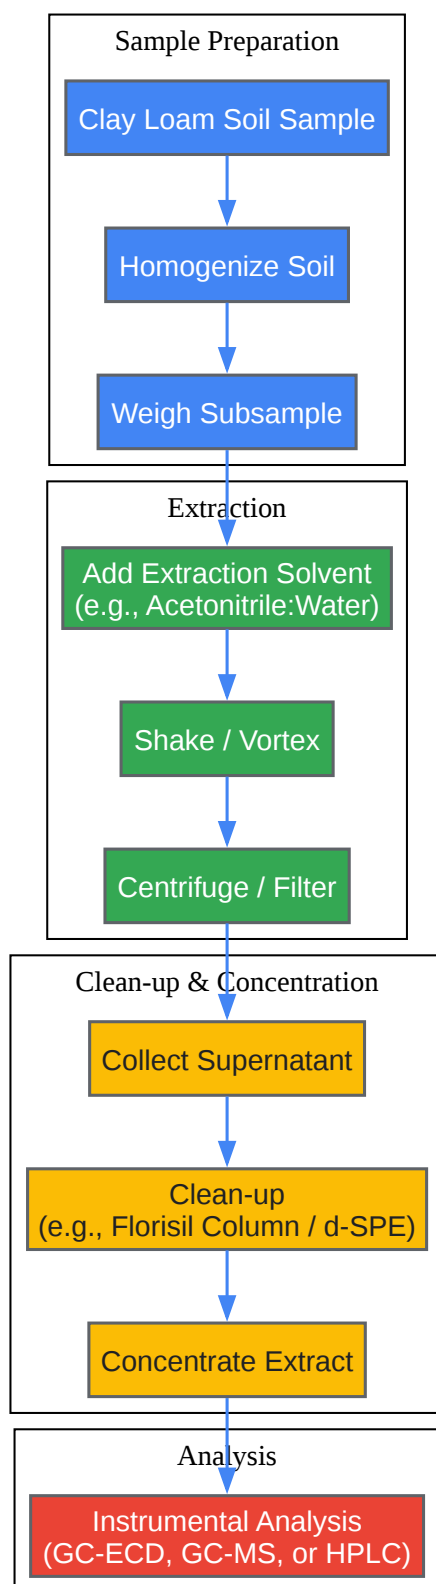 Sample Preparation
Clay Loam Soil Sample
Homogenize Soil
Weigh Subsample
Extraction
Add Extraction Solvent
(e.g., Acetonitrile:Water)
Shake / Vortex
Centrifuge / Filter
Clean-up & Concentration
Collect Supernatant
Clean-up
(e.g., Florisil Column / d-SPE)
Concentrate Extract
Analysis
Instrumental Analysis
(GC-ECD, GC-MS, or HPLC)